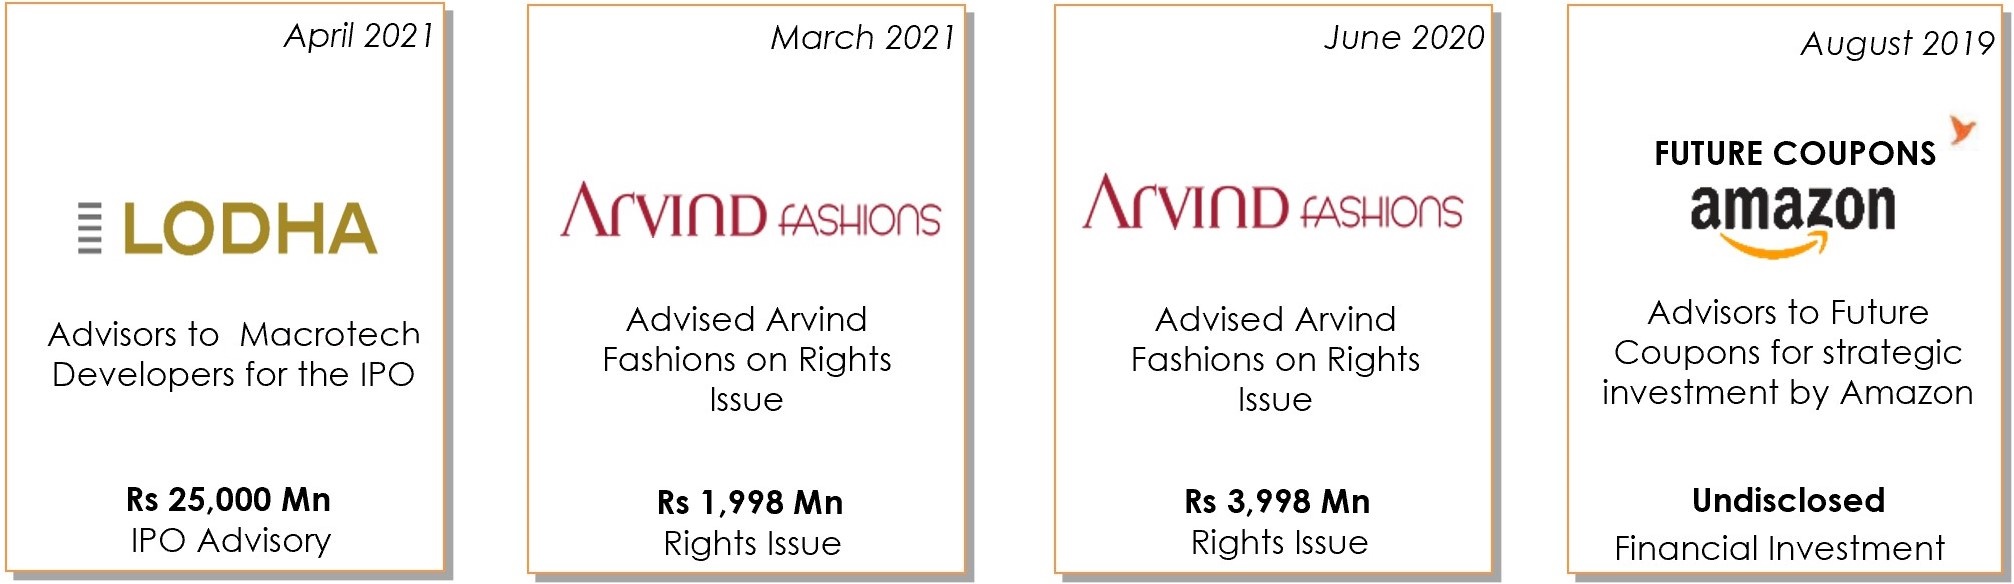 April 2021
LODHA
Advisors to Macrotech
Developers for the IPO
Rs 25,000 Mn
IPO Advisory
March 2021
ARVIND FASHIONS
Advised Arvind
Fashions on Rights
Issue
Rs 1,998 Mn
Rights Issue
June 2020
ARVIND FASHIONS
Advised Arvind
Fashions on Rights
Issue
Rs 3,998 Mn
Rights Issue
August 2019
FUTURE COUPONS
amazon
Advisors to Future
Coupons for strategic
investment by Amazon
Undisclosed
Financial Investment